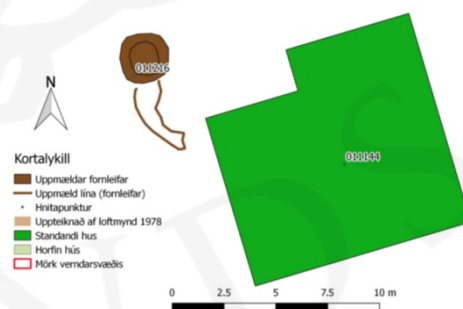 011216
N
011144
Kortalykill
Uppmældar fornleifar
Uppmæld lína (fornleifar)
Hnitapunktur
Uppteiknað af loftmynd 1978
Standandi hus
Horfin hús
Mörk verndarsvæðis
0 2.5 5 7.5 10 m